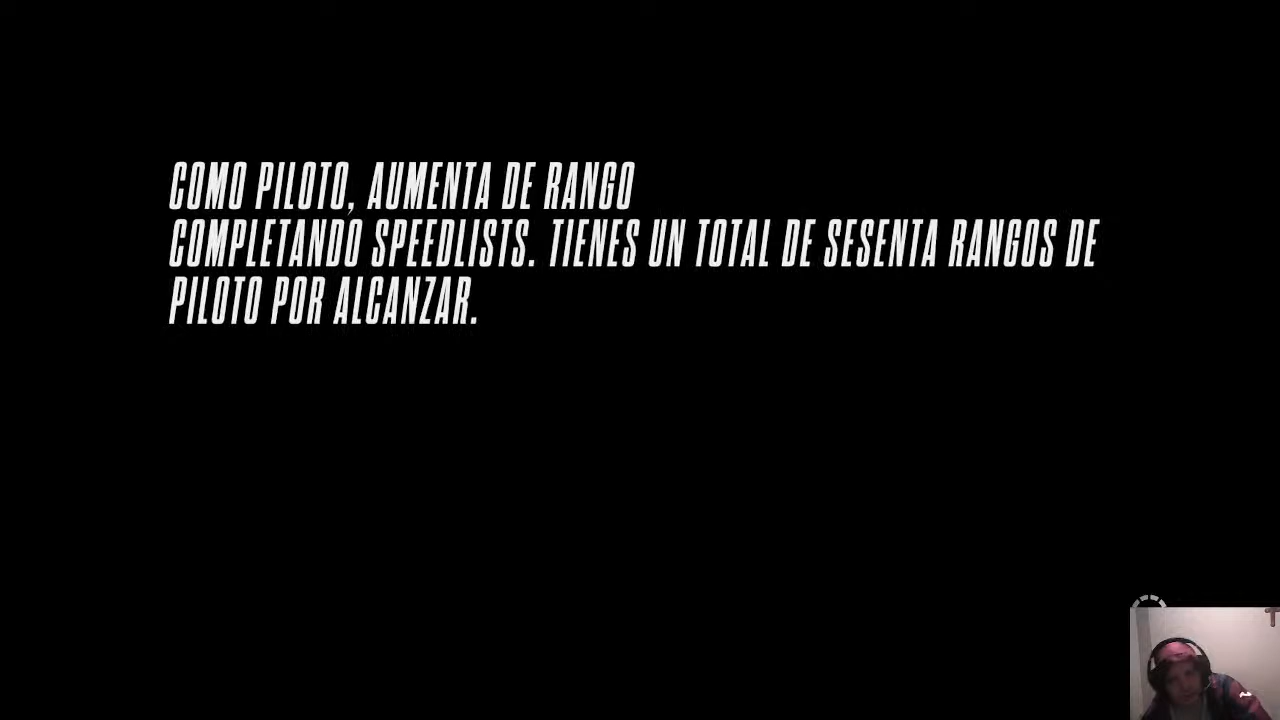 COMO PILOTO, AUMENTA DE RANGO
COMPLETANDO SPEEDLISTS. TIENES UN TOTAL DE SESENTA RANGOS DE
PILOTO POR ALCANZAR.